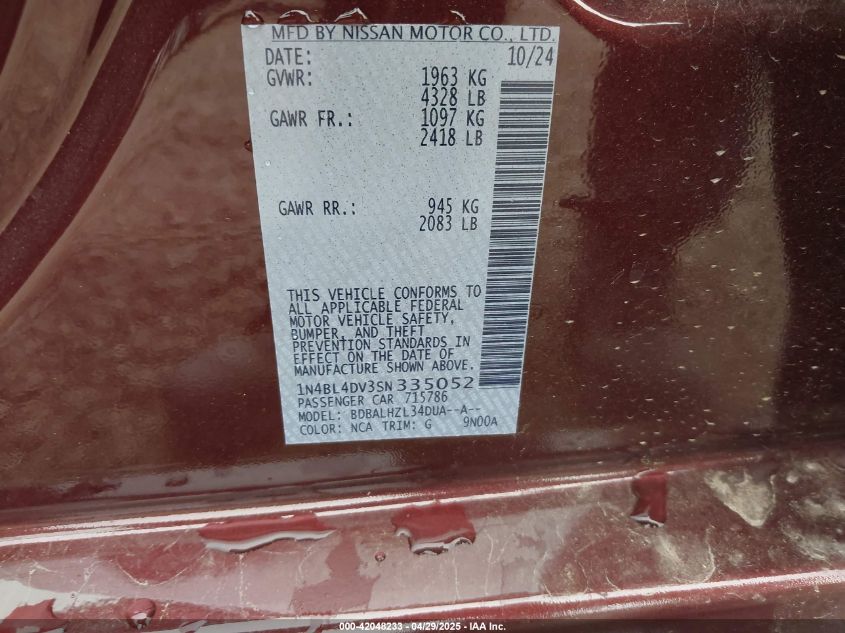 MFD BY NISSAN MOTOR CO., LTD.
DATE: 10/24
GVWR: 1963 KG
4328 LB
GAWR FR.: 1097 KG
2418 LB
GAWR RR.: 945 KG
2083 LB
THIS VEHICLE CONFORMS TO
ALL APPLICABLE FEDERAL
MOTOR VEHICLE SAFETY,
BUMPER, AND THEFT
PREVENTION STANDARDS IN
EFFECT ON THE DATE OF
MANUFACTURE SHOWN ABOVE.
1N4BL4DV3SN335052
PASSENGER CAR 715786
MODEL: BDBALHZL34DUA--A--
COLOR: NCA TRIM: G 9N00A
000-42048233 - 04/29/2025 - IAA Inc.